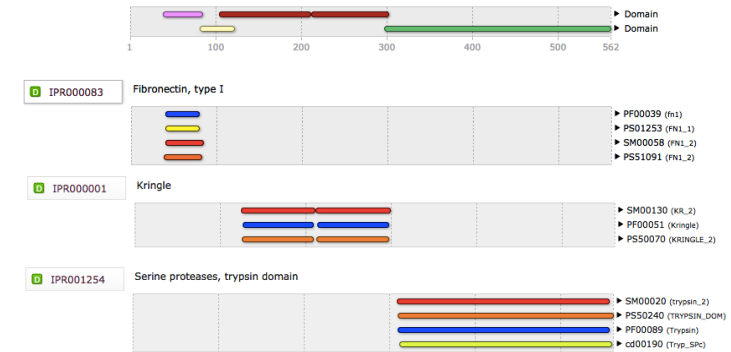 Domain
Domain
1 100 200 300 400 500 562
D IPR000083 Fibronectin, type I
PF00039 (fn1)
PS01253 (FN1_1)
SM00058 (FN1_2)
PS51091 (FN1_2)
D IPR000001 Kringle
SM00130 (KR_2)
PF00051 (Kringle)
PS50070 (KRINGLE_2)
D IPR001254 Serine proteases, trypsin domain
SM00020 (trypsin_2)
PS50240 (TRYPSIN_DOM)
PF00089 (Trypsin)
cd00190 (Tryp_SPc)